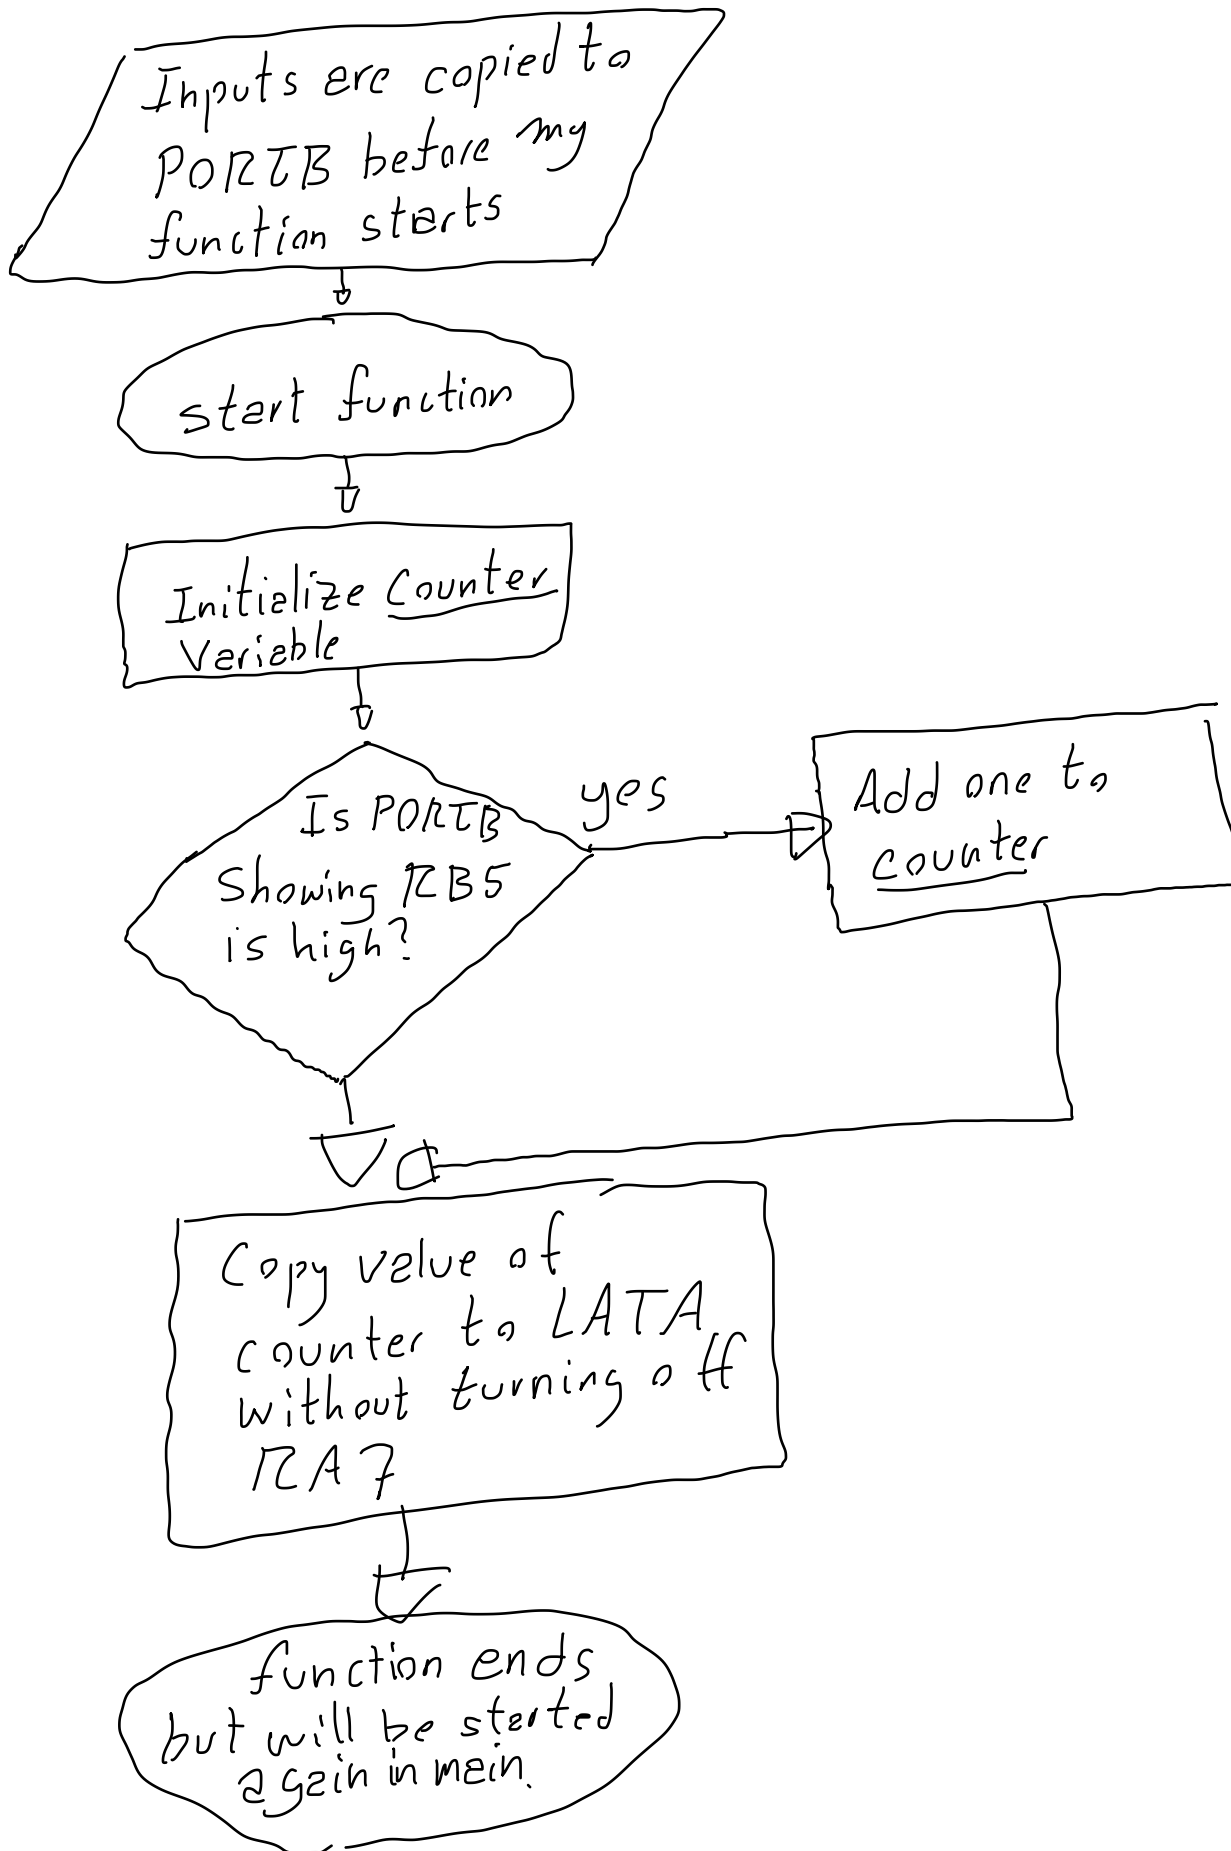 Inputs are copied to
PORTB before my
function starts
start function
Initialize Counter
Variable
Is PORTB
Showing RB5
is high?
yes
Add one to
counter
Copy value of
counter to LATA
without turning off
RA7
function ends
but will be started
again in main.